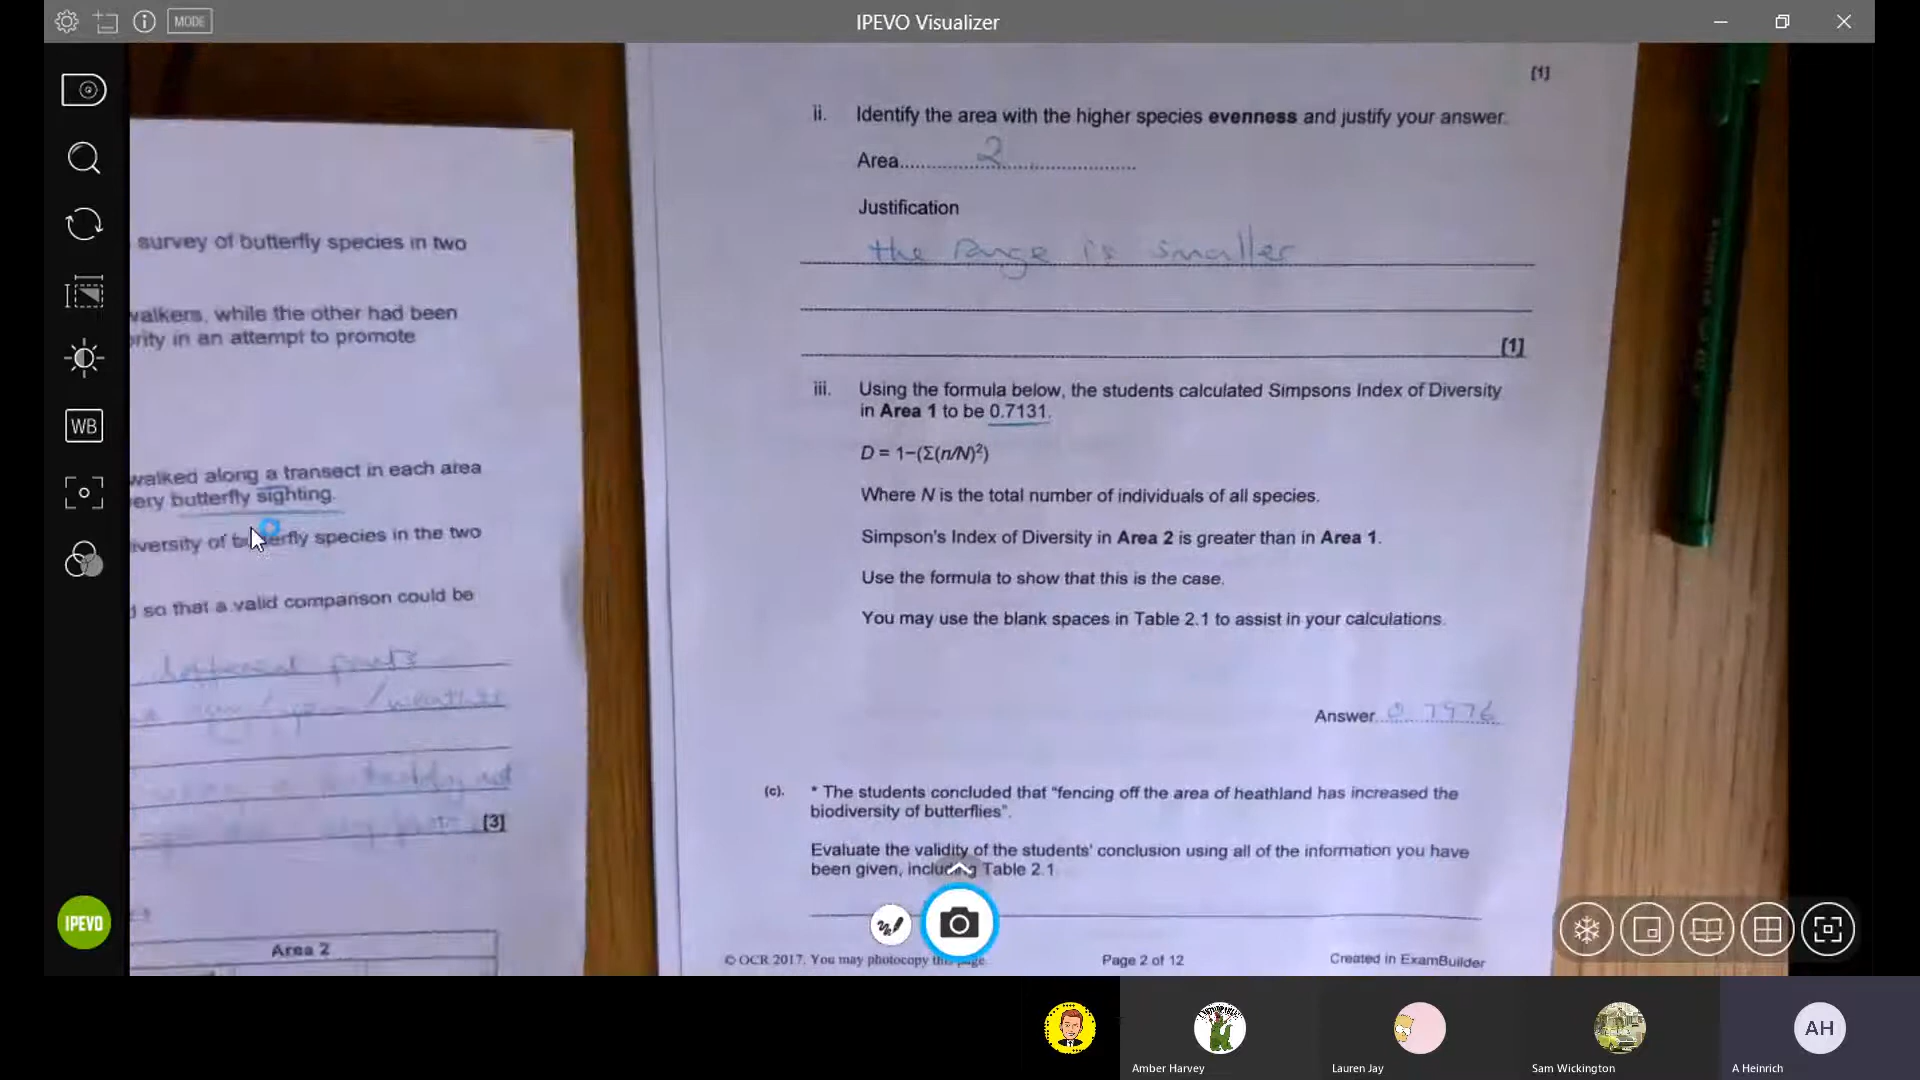 MODE
IPEVO Visualizer
[1]
ii. Identify the area with the higher species evenness and justify your answer.
Area.......2.......
Justification
the range is smaller
[1]
iii. Using the formula below, the students calculated Simpsons Index of Diversity
in Area 1 to be 0.7131.
D = 1−(Σ(n/N)²)
Where N is the total number of individuals of all species.
Simpson's Index of Diversity in Area 2 is greater than in Area 1.
Use the formula to show that this is the case.
You may use the blank spaces in Table 2.1 to assist in your calculations.
Answer 0.7976
(c). * The students concluded that "fencing off the area of heathland has increased the
biodiversity of butterflies".
Evaluate the validity of the students' conclusion using all of the information you have
been given, including Table 2.1
© OCR 2017. You may photocopy this page.
Page 2 of 12
Created in ExamBuilder
survey of butterfly species in two
walkers, while the other had been
ority in an attempt to promote
walked along a transect in each area
ery butterfly sighting.
iversity of butterfly species in the two
so that a valid comparison could be
/weather
[3]
Area 2
WB
IPEVO
Amber Harvey
Lauren Jay
Sam Wickington
AH
A Heinrich